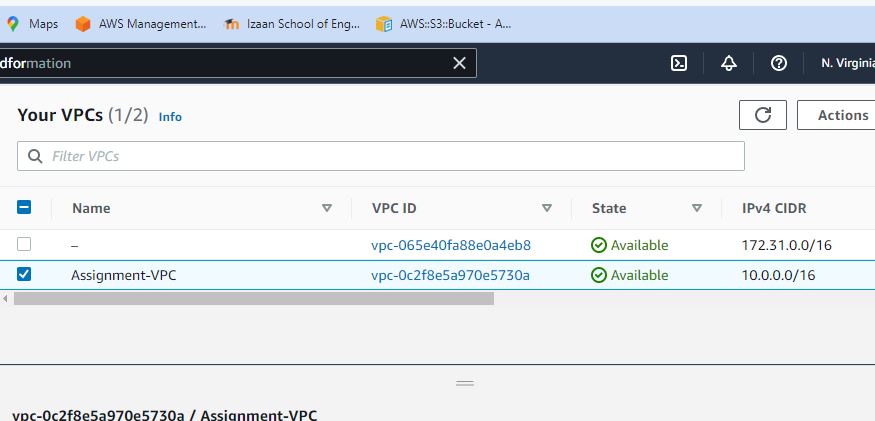 Maps AWS Management... Izaan School of Eng... AWS::S3::Bucket - A...
dformation N. Virginia
Your VPCs (1/2) Info Actions
Filter VPCs
Name VPC ID State IPv4 CIDR
– vpc-065e40fa88e0a4eb8 Available 172.31.0.0/16
Assignment-VPC vpc-0c2f8e5a970e5730a Available 10.0.0.0/16
vpc-0c2f8e5a970e5730a / Assignment-VPC